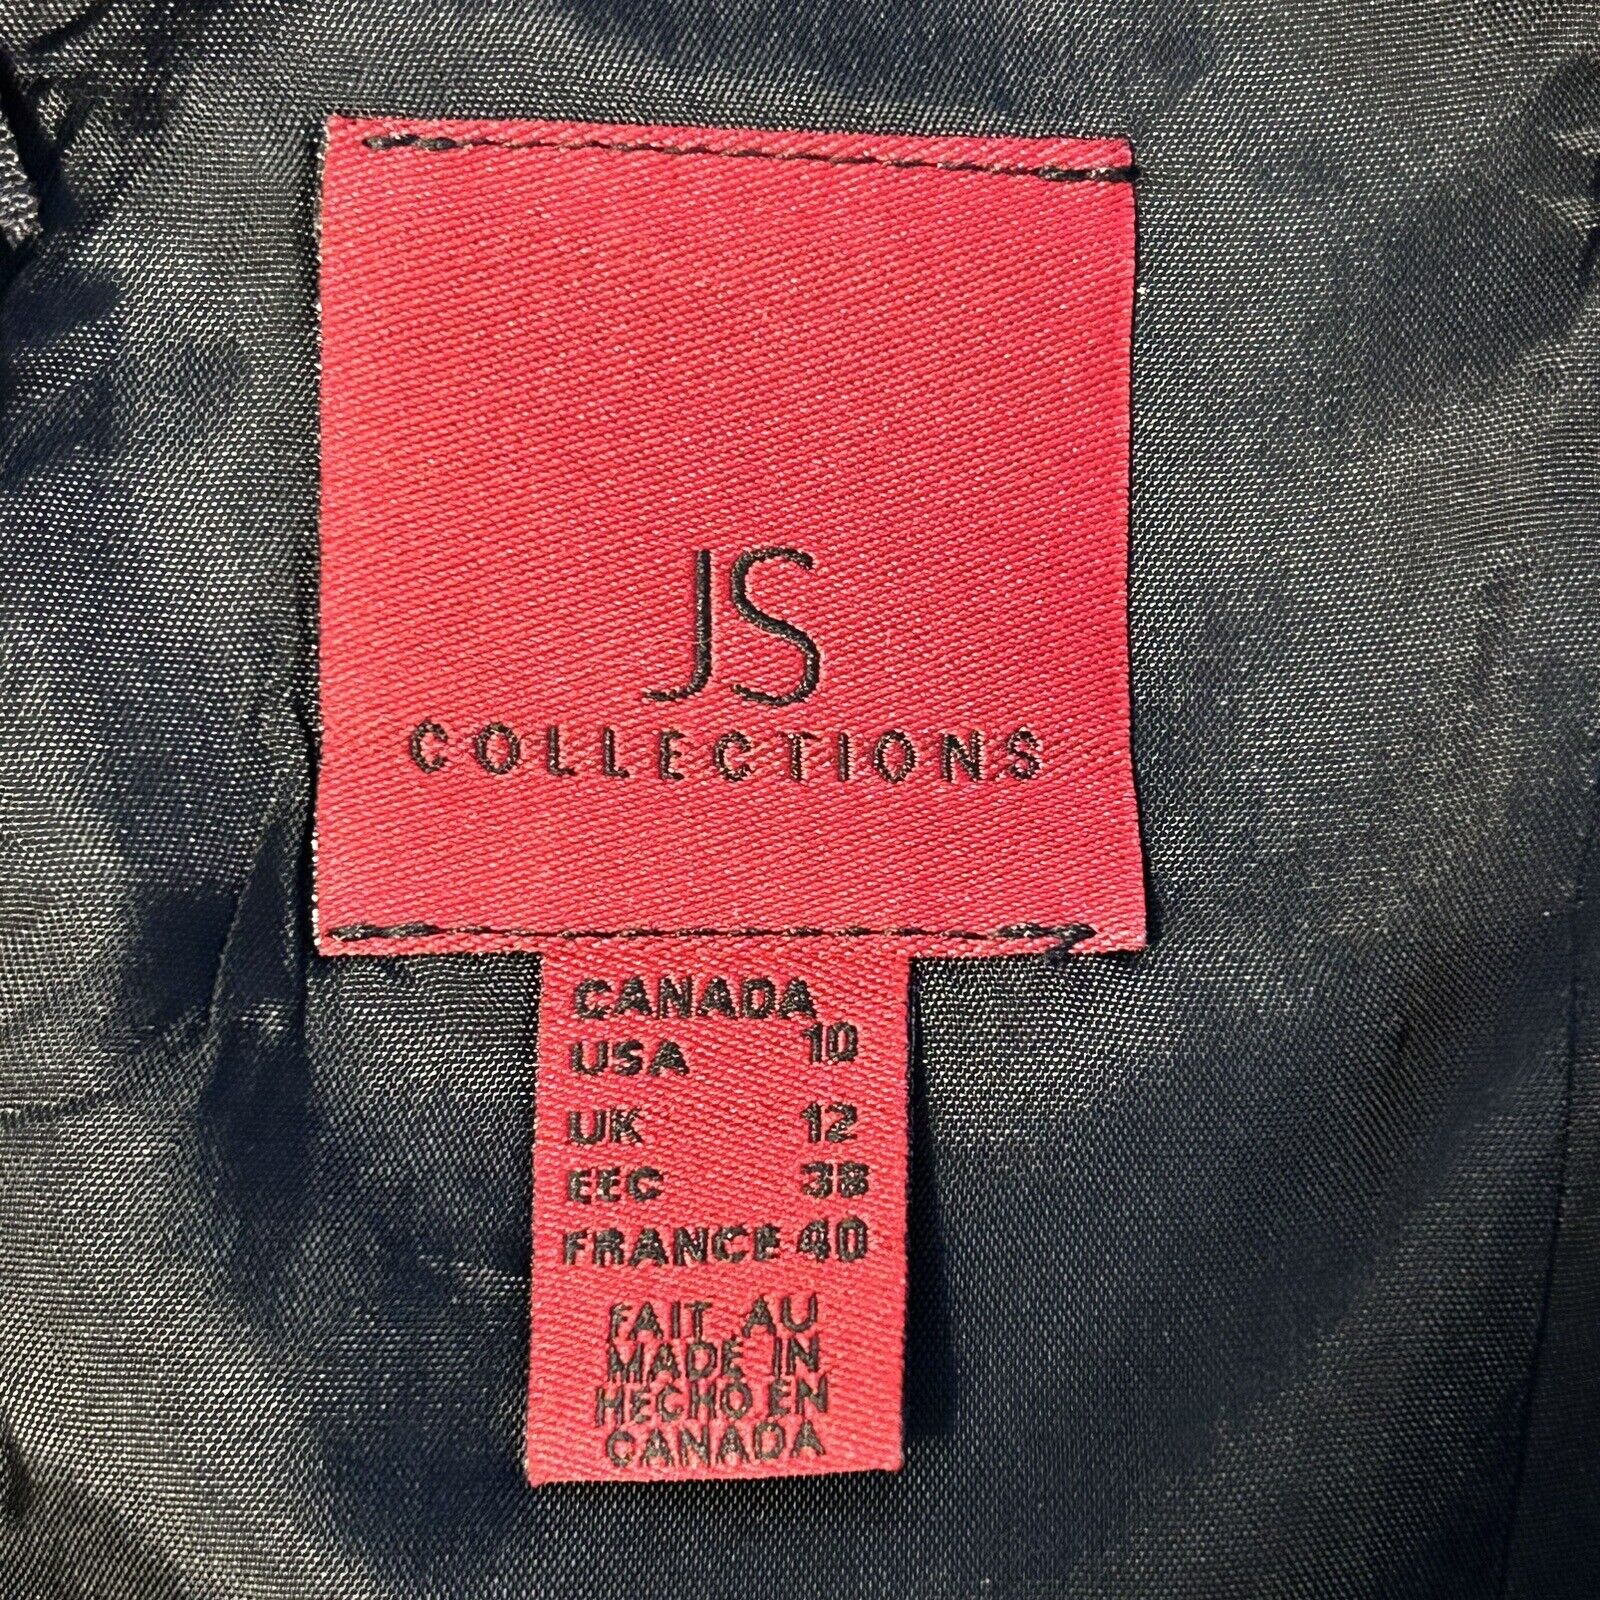 JS
COLLECTIONS
CANADA
USA 10
UK 12
EEC 38
FRANCE 40
FAIT AU
MADE IN
HECHO EN
CANADA